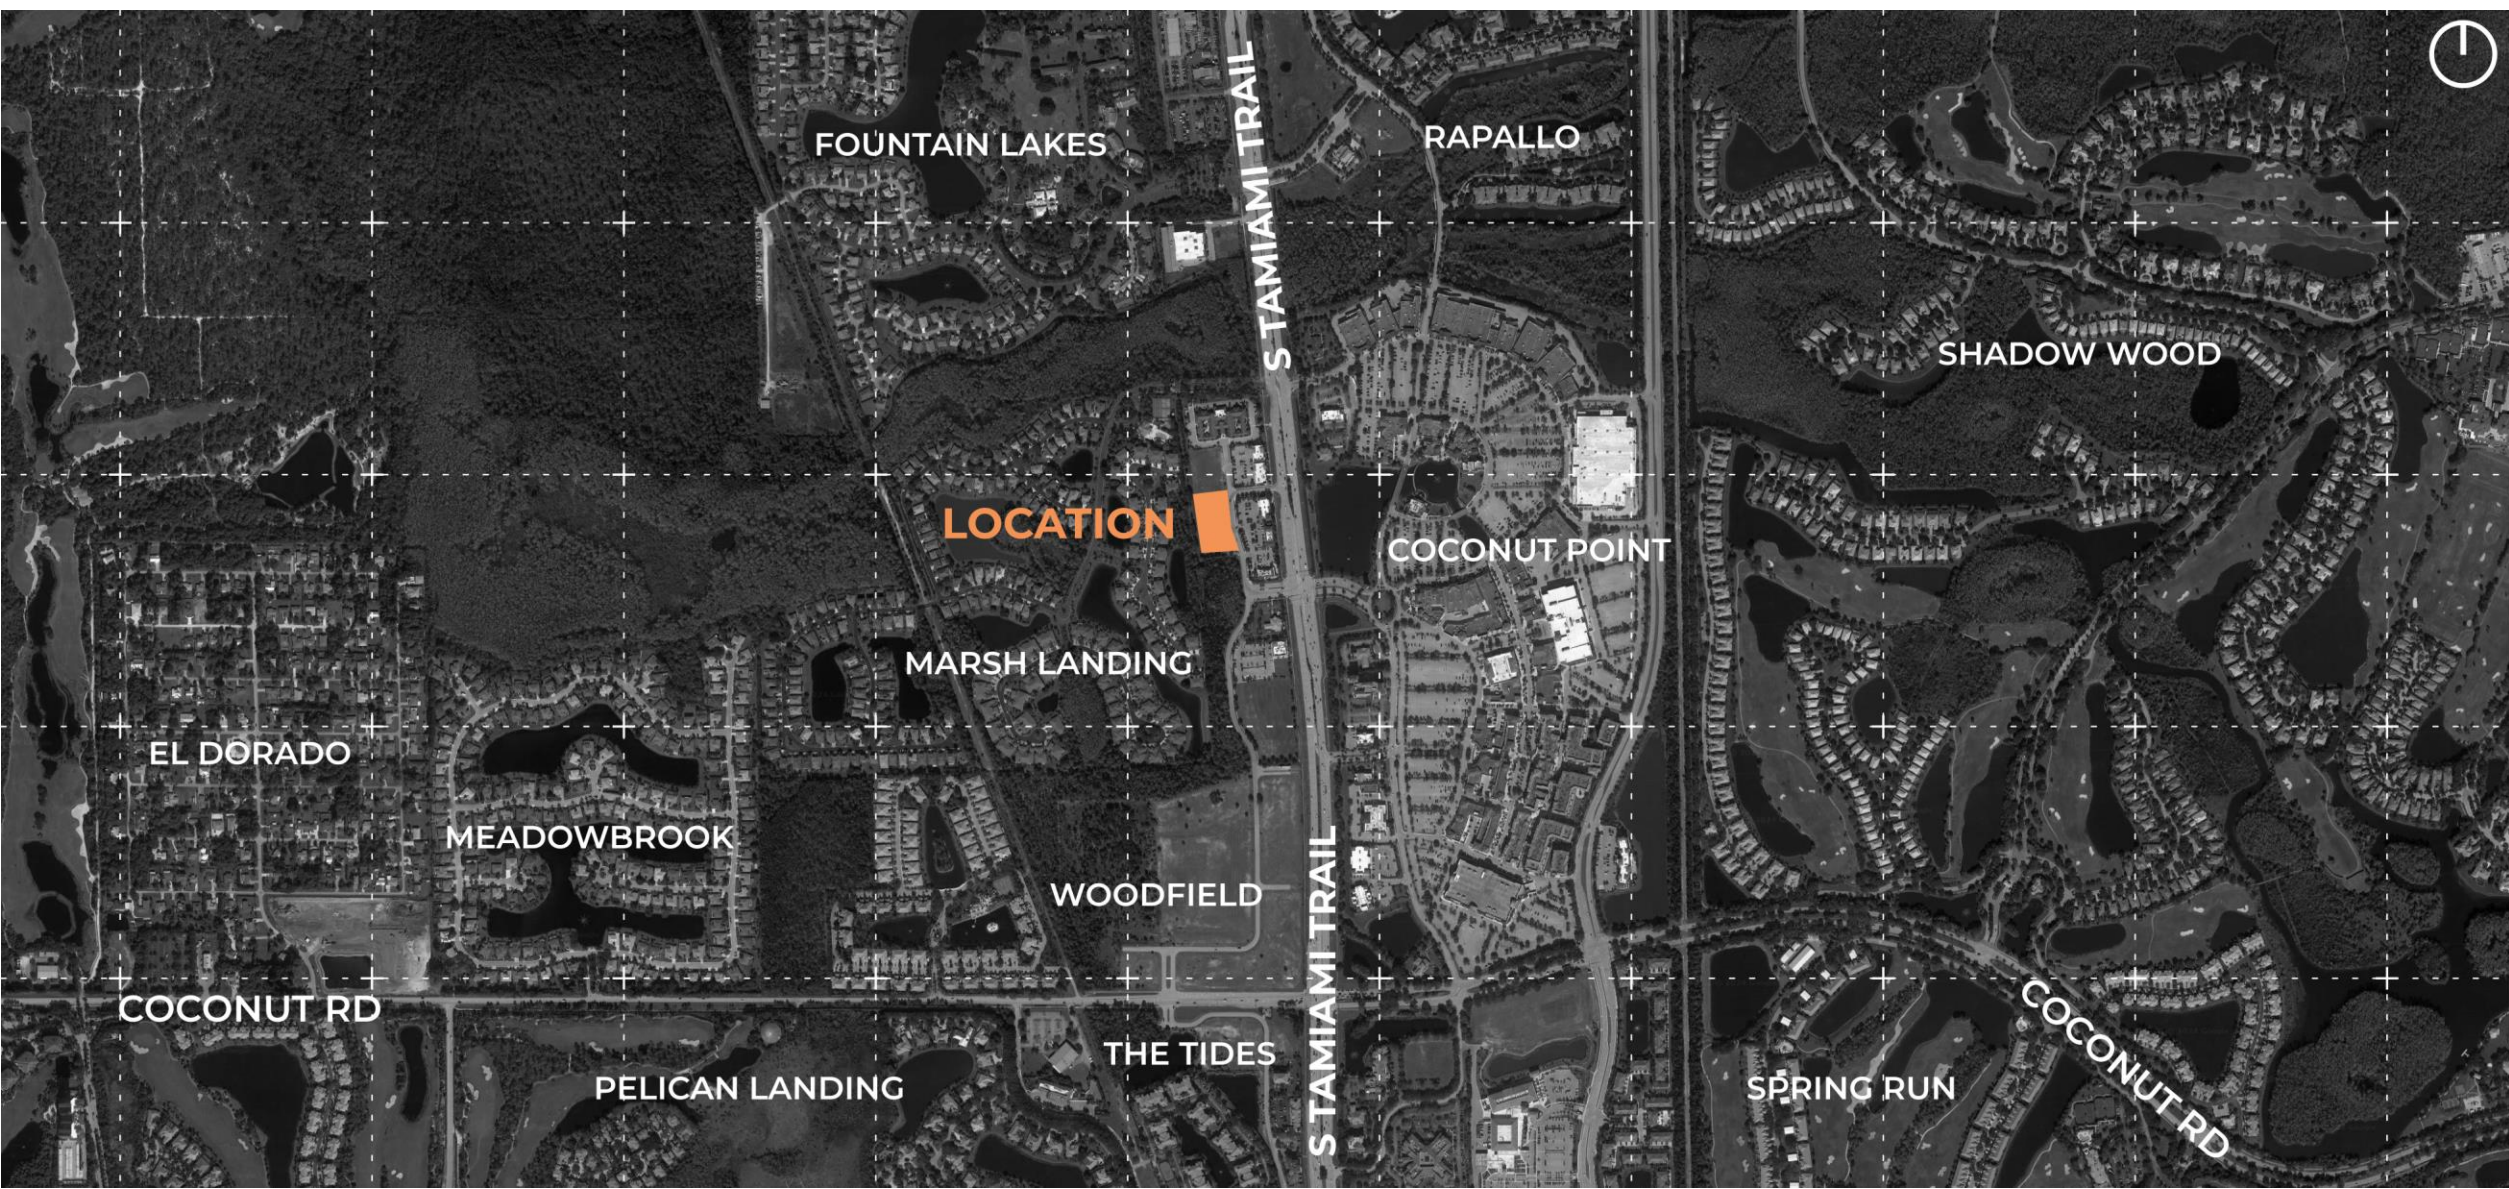 S TAMIAMI TRAIL
FOUNTAIN LAKES
RAPALLO
SHADOW WOOD
LOCATION
COCONUT POINT
MARSH LANDING
EL DORADO
MEADOWBROOK
WOODFIELD
S TAMIAMI TRAIL
COCONUT RD
COCONUT RD
THE TIDES
PELICAN LANDING
SPRING RUN